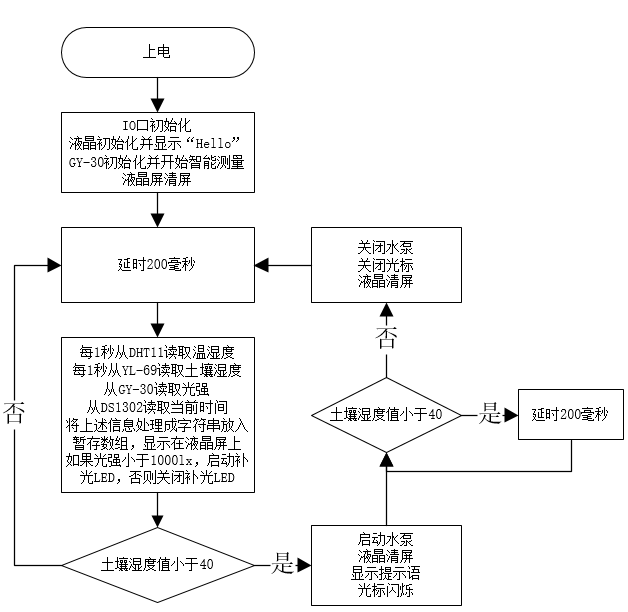 上电
IO口初始化
液晶初始化并显示“Hello”
GY-30初始化并开始智能测量
液晶屏清屏
延时200毫秒
关闭水泵
关闭光标
液晶清屏
每1秒从DHT11读取温湿度
每1秒从YL-69读取土壤湿度
从GY-30读取光强
从DS1302读取当前时间
将上述信息处理成字符串放入
暂存数组，显示在液晶屏上
如果光强小于1000lx，启动补
光LED，否则关闭补光LED
否
否
土壤湿度值小于40
是
延时200毫秒
土壤湿度值小于40
是
启动水泵
液晶清屏
显示提示语
光标闪烁